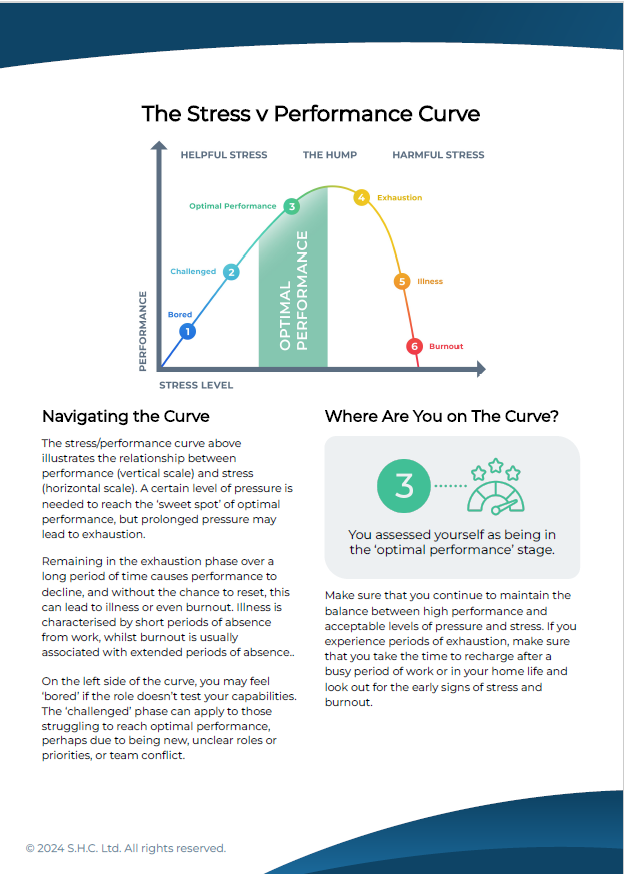 The Stress v Performance Curve
HELPFUL STRESS
THE HUMP
HARMFUL STRESS
Optimal Performance
3
4
Exhaustion
Challenged
2
OPTIMAL
PERFORMANCE
5
Illness
Bored
1
6
Burnout
PERFORMANCE
STRESS LEVEL
Navigating the Curve
The stress/performance curve above
illustrates the relationship between
performance (vertical scale) and stress
(horizontal scale). A certain level of pressure is
needed to reach the ‘sweet spot’ of optimal
performance, but prolonged pressure may
lead to exhaustion.
Remaining in the exhaustion phase over a
long period of time causes performance to
decline, and without the chance to reset, this
can lead to illness or even burnout. Illness is
characterised by short periods of absence
from work, whilst burnout is usually
associated with extended periods of absence..
On the left side of the curve, you may feel
‘bored’ if the role doesn’t test your capabilities.
The ‘challenged’ phase can apply to those
struggling to reach optimal performance,
perhaps due to being new, unclear roles or
priorities, or team conflict.
Where Are You on The Curve?
3
You assessed yourself as being in
the ‘optimal performance’ stage.
Make sure that you continue to maintain the
balance between high performance and
acceptable levels of pressure and stress. If you
experience periods of exhaustion, make sure
that you take the time to recharge after a
busy period of work or in your home life and
look out for the early signs of stress and
burnout.
© 2024 S.H.C. Ltd. All rights reserved.